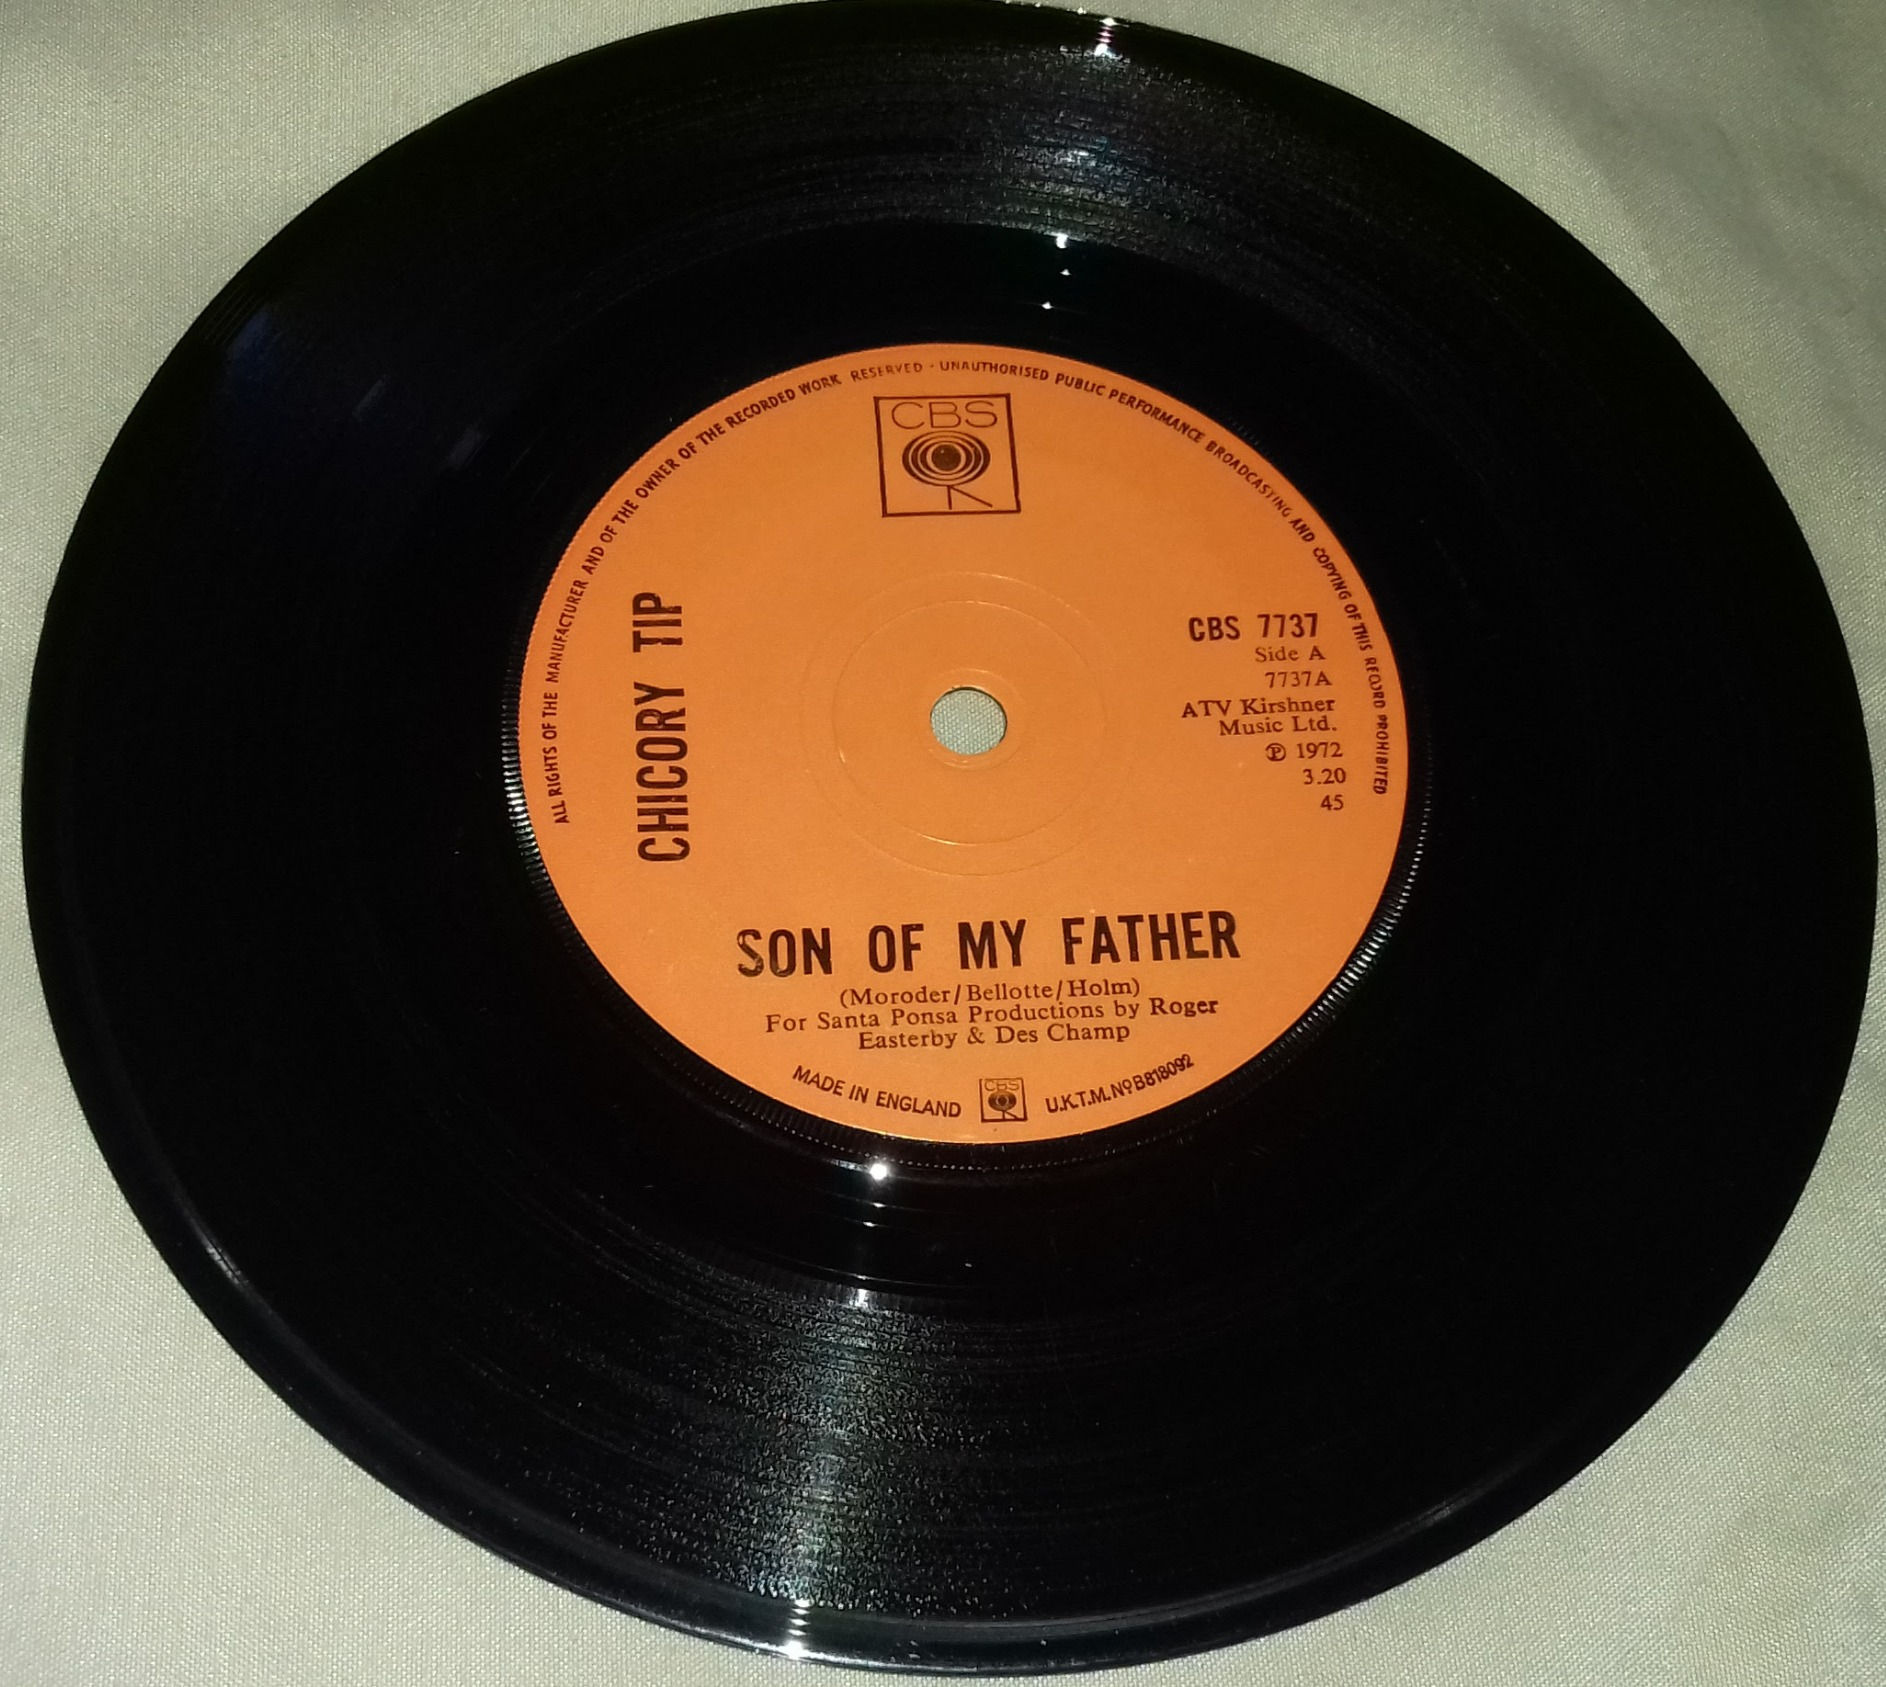 ALL RIGHTS OF THE MANUFACTURER AND OF THE OWNER OF THE RECORDED WORK RESERVED · UNAUTHORISED PUBLIC PERFORMANCE BROADCASTING AND COPYING OF THIS RECORD PROHIBITED
CBS
CHICORY TIP
CBS 7737
Side A
7737A
ATV Kirshner
Music Ltd.
℗ 1972
3.20
45
SON OF MY FATHER
(Moroder/Bellotte/Holm)
For Santa Ponsa Productions by Roger
Easterby & Des Champ
MADE IN ENGLAND CBS U.K.T.M. Nº B818092